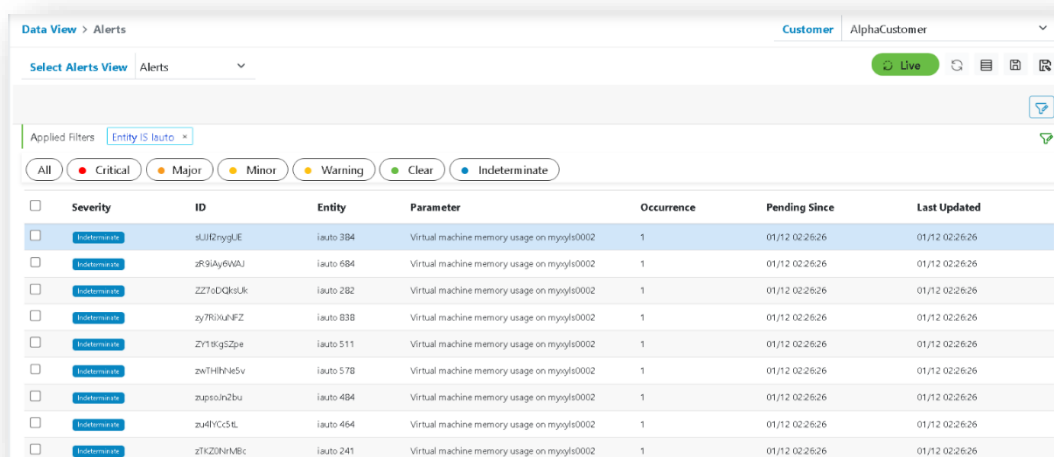 Data View > Alerts Customer AlphaCustomer
Select Alerts View Alerts Live
Applied Filters Entity IS Iauto ×
All Critical Major Minor Warning Clear Indeterminate
Severity ID Entity Parameter Occurrence Pending Since Last Updated
Indeterminate sUJf2nygUE iauto 384 Virtual machine memory usage on myxyls0002 1 01/12 02:26:26 01/12 02:26:26
Indeterminate zR9iAy6WAJ iauto 684 Virtual machine memory usage on myxyls0002 1 01/12 02:26:26 01/12 02:26:26
Indeterminate ZZ7oDQksUk iauto 282 Virtual machine memory usage on myxyls0002 1 01/12 02:26:26 01/12 02:26:26
Indeterminate zy7RiXuNFZ iauto 838 Virtual machine memory usage on myxyls0002 1 01/12 02:26:26 01/12 02:26:26
Indeterminate ZY1tKgSZpe iauto 511 Virtual machine memory usage on myxyls0002 1 01/12 02:26:26 01/12 02:26:26
Indeterminate zwTHlhNe5v iauto 578 Virtual machine memory usage on myxyls0002 1 01/12 02:26:26 01/12 02:26:26
Indeterminate zupsoJn2bu iauto 484 Virtual machine memory usage on myxyls0002 1 01/12 02:26:26 01/12 02:26:26
Indeterminate zu4lYCc5tL iauto 464 Virtual machine memory usage on myxyls0002 1 01/12 02:26:26 01/12 02:26:26
Indeterminate zTKZ0NrMBc iauto 241 Virtual machine memory usage on myxyls0002 1 01/12 02:26:26 01/12 02:26:26